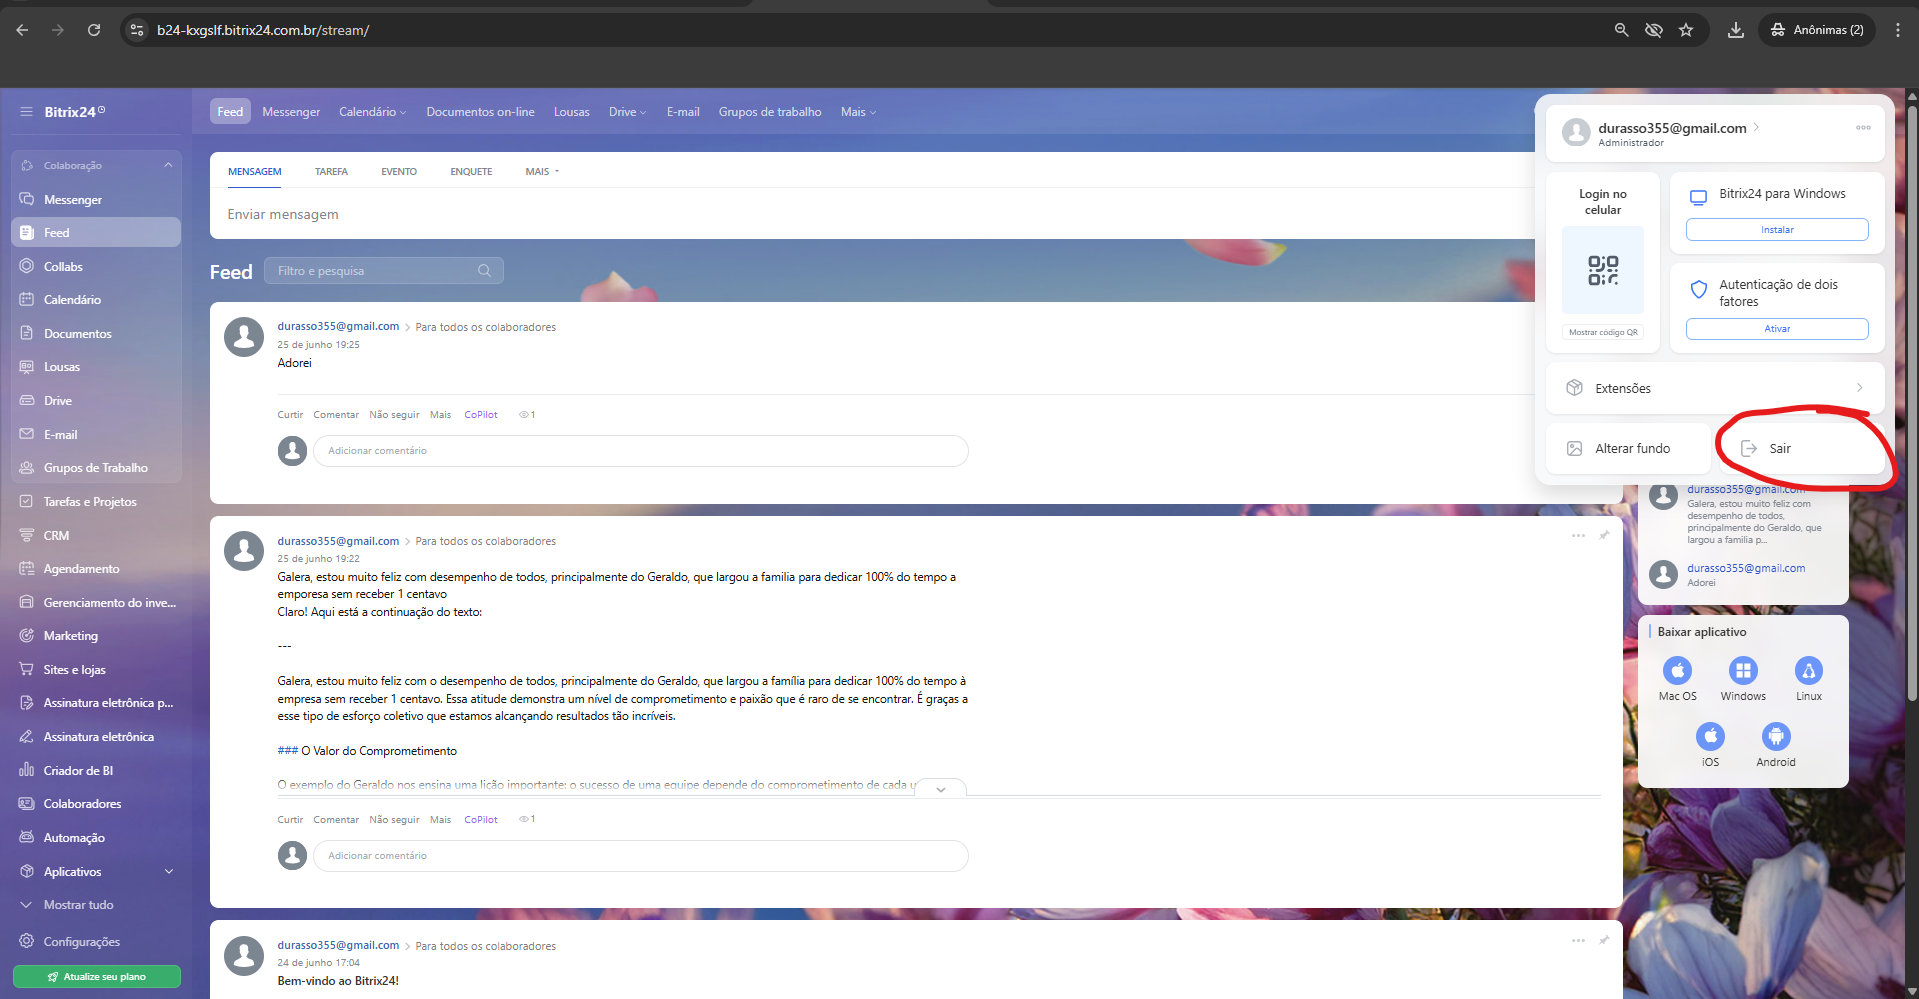 b24-kxgslf.bitrix24.com.br/stream/
Anônimas (2)
Bitrix24
Feed
Messenger
Calendário
Documentos on-line
Lousas
Drive
E-mail
Grupos de trabalho
Mais
Colaboração
Messenger
Feed
Collabs
Calendário
Documentos
Lousas
Drive
E-mail
Grupos de Trabalho
Tarefas e Projetos
CRM
Agendamento
Gerenciamento do inve...
Marketing
Sites e lojas
Assinatura eletrônica p...
Assinatura eletrônica
Criador de BI
Colaboradores
Automação
Aplicativos
Mostrar tudo
Configurações
Atualize seu plano
MENSAGEM
TAREFA
EVENTO
ENQUETE
MAIS
Enviar mensagem
Feed
Filtro e pesquisa
durasso355@gmail.com > Para todos os colaboradores
25 de junho 19:25
Adorei
Curtir Comentar Não seguir Mais CoPilot 1
Adicionar comentário
durasso355@gmail.com > Para todos os colaboradores
25 de junho 19:22
Galera, estou muito feliz com desempenho de todos, principalmente do Geraldo, que largou a familia para dedicar 100% do tempo a
emporesa sem receber 1 centavo
Claro! Aqui está a continuação do texto:
---
Galera, estou muito feliz com o desempenho de todos, principalmente do Geraldo, que largou a família para dedicar 100% do tempo à
empresa sem receber 1 centavo. Essa atitude demonstra um nível de comprometimento e paixão que é raro de se encontrar. É graças a
esse tipo de esforço coletivo que estamos alcançando resultados tão incríveis.
### O Valor do Comprometimento
O exemplo do Geraldo nos ensina uma lição importante: o sucesso de uma equipe depende do comprometimento de cada u
Curtir Comentar Não seguir Mais CoPilot 1
Adicionar comentário
durasso355@gmail.com > Para todos os colaboradores
24 de junho 17:04
Bem-vindo ao Bitrix24!
durasso355@gmail.com
Administrador
Login no
celular
Mostrar código QR
Bitrix24 para Windows
Instalar
Autenticação de dois
fatores
Ativar
Extensões
Alterar fundo
Sair
durasso355@gmail.com
Galera, estou muito feliz com
desempenho de todos,
principalmente do Geraldo, que
largou a familia p...
durasso355@gmail.com
Adorei
Baixar aplicativo
Mac OS
Windows
Linux
iOS
Android